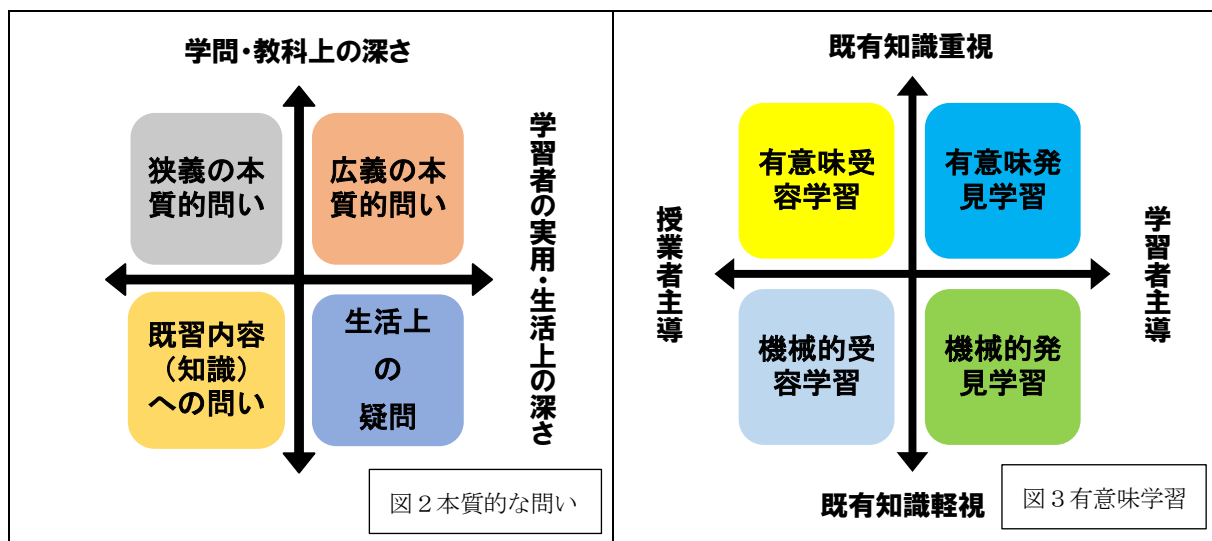 学問・教科上の深さ
狭義の本
質的問い
広義の本
質的問い
学習者の実用・生活上の深さ
既習内容
（知識）
への問い
生活上
の
疑問
図２本質的な問い
既有知識重視
有意味受
容学習
有意味発
見学習
授業者主導
学習者主導
機械的受
容学習
機械的発
見学習
既有知識軽視
図３有意味学習